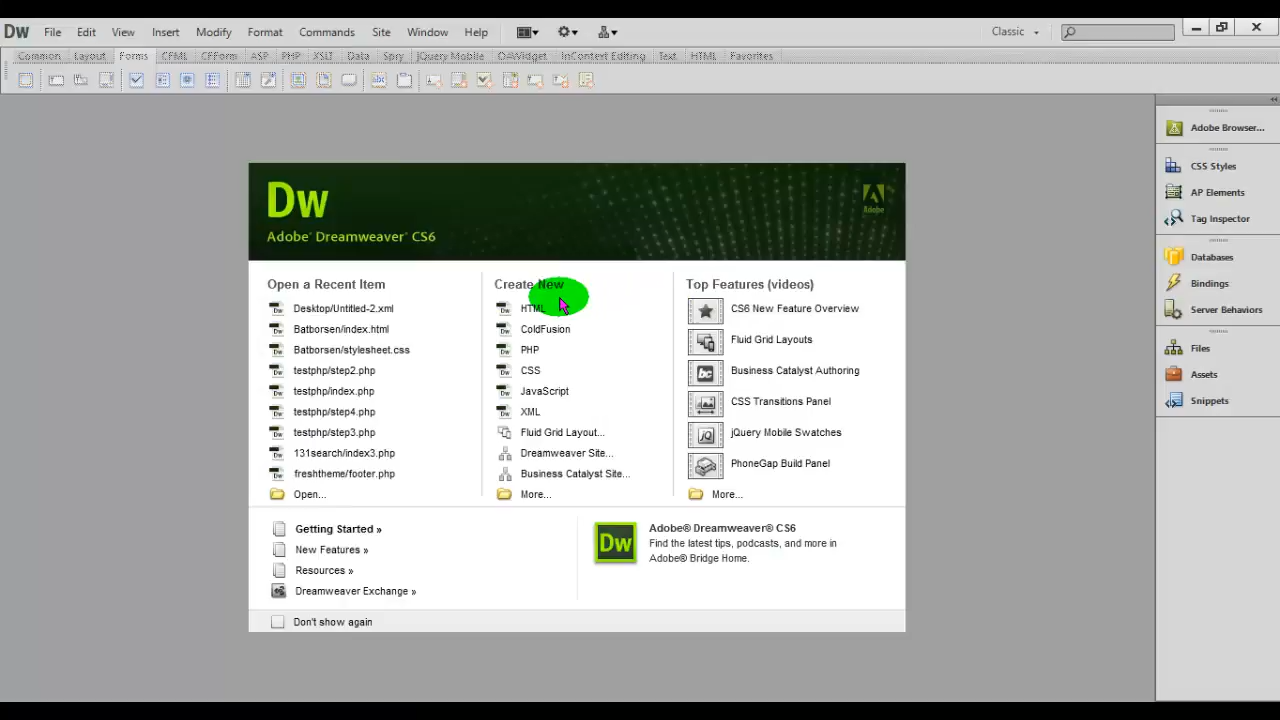 Dw File Edit View Insert Modify Format Commands Site Window Help Classic
Common Layout Forms CFML CFForm ASP PHP XSLT Data Spry jQuery Mobile InContext Editing Text HTML Favorites
Adobe Browser...
CSS Styles
AP Elements
Tag Inspector
Databases
Bindings
Server Behaviors
Files
Assets
Snippets
Dw
Adobe
Adobe® Dreamweaver® CS6
Open a Recent Item
Desktop/Untitled-2.xml
Batborsen/index.html
Batborsen/stylesheet.css
testphp/step2.php
testphp/index.php
testphp/step4.php
testphp/step3.php
131search/index3.php
freshtheme/footer.php
Open...
Create New
HTML
ColdFusion
PHP
CSS
JavaScript
XML
Fluid Grid Layout...
Dreamweaver Site...
Business Catalyst Site...
More...
Top Features (videos)
CS6 New Feature Overview
Fluid Grid Layouts
bc Business Catalyst Authoring
CSS Transitions Panel
jQuery Mobile Swatches
PhoneGap Build Panel
More...
Getting Started »
New Features »
Resources »
Dreamweaver Exchange »
Dw
Adobe® Dreamweaver® CS6
Find the latest tips, podcasts, and more in
Adobe® Bridge Home.
Don't show again